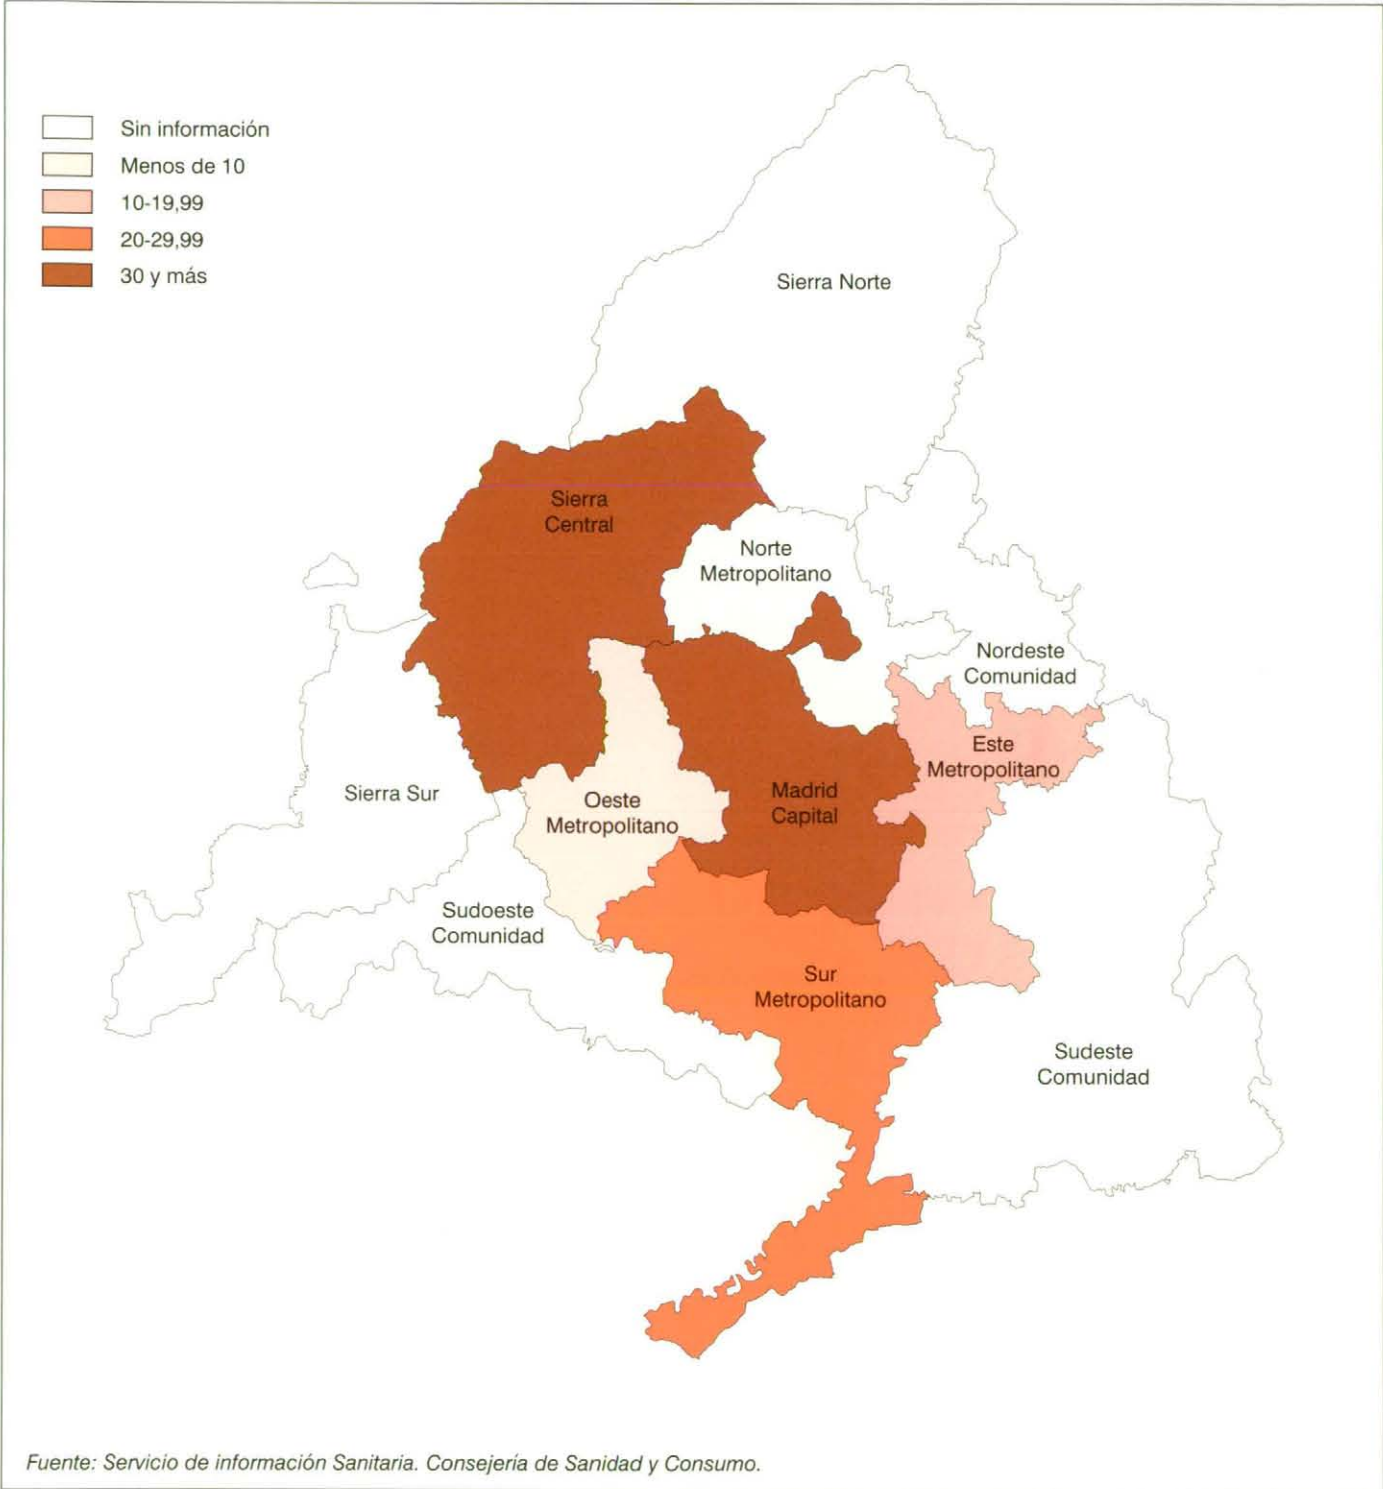 Sin información
Menos de 10
10-19,99
20-29,99
30 y más
Sierra Norte
Sierra
Central
Norte
Metropolitano
Nordeste
Comunidad
Este
Metropolitano
Sierra Sur
Oeste
Metropolitano
Madrid
Capital
Sudoeste
Comunidad
Sur
Metropolitano
Sudeste
Comunidad
Fuente: Servicio de información Sanitaria. Consejería de Sanidad y Consumo.